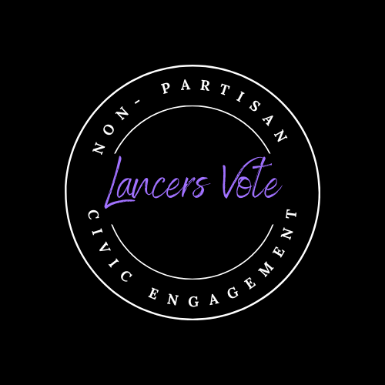 NON- PARTISAN
Lancers Vote
CIVIC ENGAGEMENT